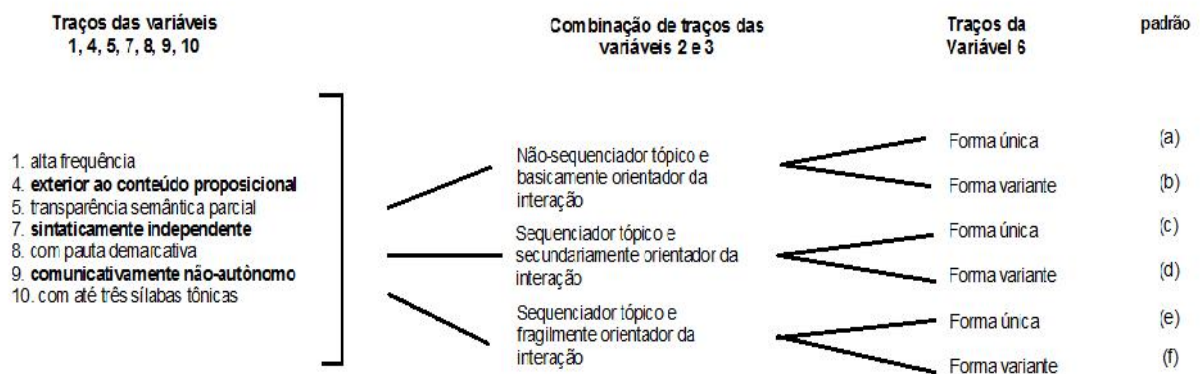 Traços das variáveis
1, 4, 5, 7, 8, 9, 10
Combinação de traços das
variáveis 2 e 3
Traços da
Variável 6
padrão
1. alta frequência
4. exterior ao conteúdo proposicional
5. transparência semântica parcial
7. sintaticamente independente
8. com pauta demarcativa
9. comunicativamente não-autônomo
10. com até três sílabas tônicas
Não-sequenciador tópico e
basicamente orientador da
interação
Sequenciador tópico e
secundariamente orientador da
interação
Sequenciador tópico e
fragilmente orientador da
interação
Forma única
(a)
Forma variante
(b)
Forma única
(c)
Forma variante
(d)
Forma única
(e)
Forma variante
(f)